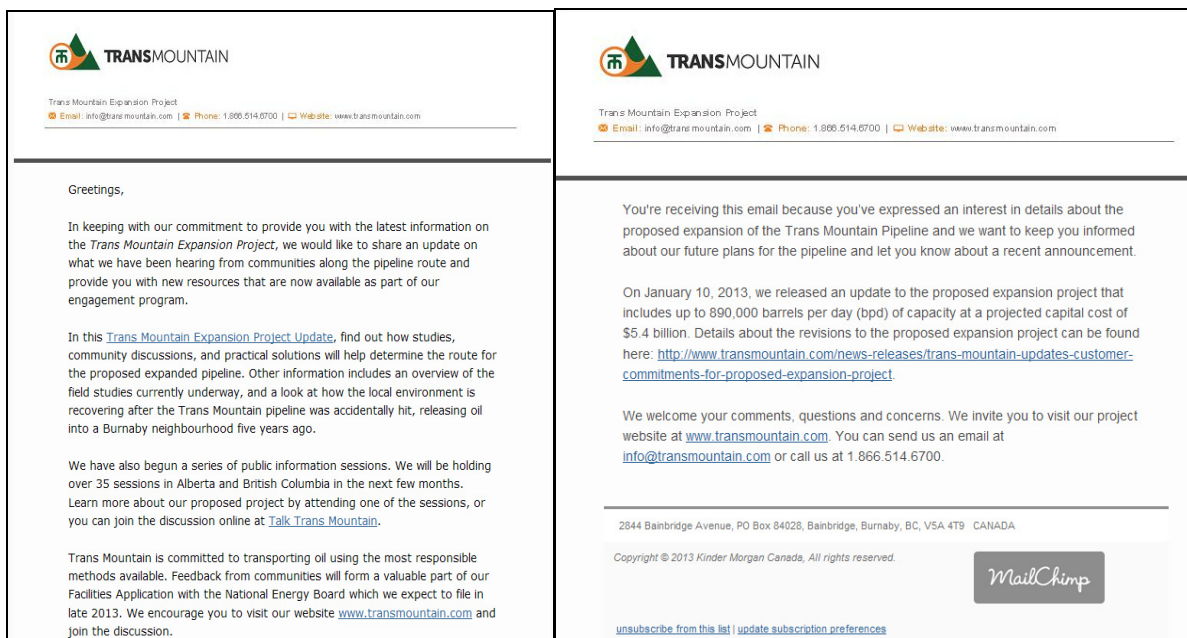 TRANSMOUNTAIN
Trans Mountain Expansion Project
Email: info@transmountain.com | Phone: 1.866.514.6700 | Website: www.transmountain.com
Greetings,
In keeping with our commitment to provide you with the latest information on
the Trans Mountain Expansion Project, we would like to share an update on
what we have been hearing from communities along the pipeline route and
provide you with new resources that are now available as part of our
engagement program.
In this Trans Mountain Expansion Project Update, find out how studies,
community discussions, and practical solutions will help determine the route for
the proposed expanded pipeline. Other information includes an overview of the
field studies currently underway, and a look at how the local environment is
recovering after the Trans Mountain pipeline was accidentally hit, releasing oil
into a Burnaby neighbourhood five years ago.
We have also begun a series of public information sessions. We will be holding
over 35 sessions in Alberta and British Columbia in the next few months.
Learn more about our proposed project by attending one of the sessions, or
you can join the discussion online at Talk Trans Mountain.
Trans Mountain is committed to transporting oil using the most responsible
methods available. Feedback from communities will form a valuable part of our
Facilities Application with the National Energy Board which we expect to file in
late 2013. We encourage you to visit our website www.transmountain.com and
join the discussion.
TRANSMOUNTAIN
Trans Mountain Expansion Project
Email: info@transmountain.com | Phone: 1.866.514.6700 | Website: www.transmountain.com
You're receiving this email because you've expressed an interest in details about the
proposed expansion of the Trans Mountain Pipeline and we want to keep you informed
about our future plans for the pipeline and let you know about a recent announcement.
On January 10, 2013, we released an update to the proposed expansion project that
includes up to 890,000 barrels per day (bpd) of capacity at a projected capital cost of
$5.4 billion. Details about the revisions to the proposed expansion project can be found
here: http://www.transmountain.com/news-releases/trans-mountain-updates-customer-
commitments-for-proposed-expansion-project.
We welcome your comments, questions and concerns. We invite you to visit our project
website at www.transmountain.com. You can send us an email at
info@transmountain.com or call us at 1.866.514.6700.
2844 Bainbridge Avenue, PO Box 84028, Bainbridge, Burnaby, BC, V5A 4T9 CANADA
Copyright © 2013 Kinder Morgan Canada, All rights reserved.
MailChimp
unsubscribe from this list | update subscription preferences